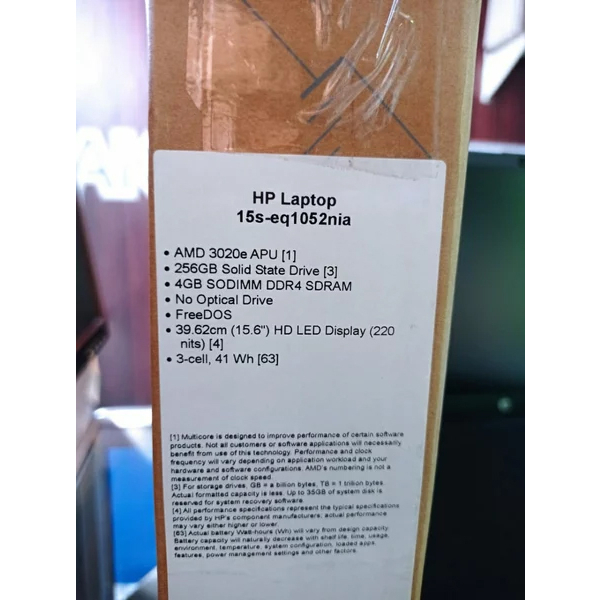 HP Laptop
15s-eq1052nia
• AMD 3020e APU [1]
• 256GB Solid State Drive [3]
• 4GB SODIMM DDR4 SDRAM
• No Optical Drive
• FreeDOS
• 39.62cm (15.6") HD LED Display (220
nits) [4]
• 3-cell, 41 Wh [63]
[1] Multicore is designed to improve performance of certain software
products. Not all customers or software applications will necessarily
benefit from use of this technology. Performance and clock
frequency will vary depending on application workload and your
hardware and software configurations. AMD's numbering is not a
measurement of clock speed.
[3] For storage drives, GB = a billion bytes, TB = 1 trillion bytes.
Actual formatted capacity is less. Up to 35GB of system disk is
reserved for system recovery software.
[4] All performance specifications represent the typical specifications
provided by HP's component manufacturers; actual performance
may vary either higher or lower.
[63] Actual battery Watt-hours (Wh) will vary from design capacity.
Battery capacity will naturally decrease with shelf life, time, usage,
environment, temperature, system configuration, loaded apps,
features, power management settings and other factors.